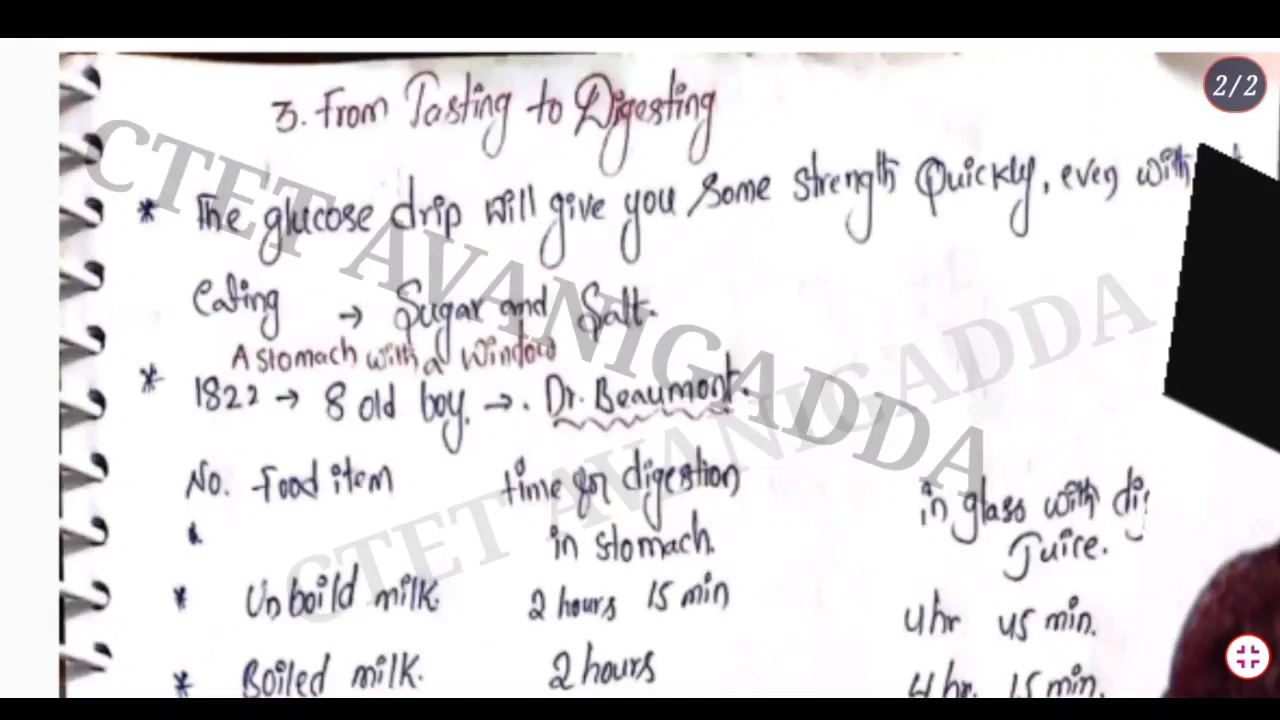 2/2
3. From Tasting to Digesting
* The glucose drip will give you some strength Quickly, even with
Eating → Sugar and Salt.
A stomach with a window
* 1822 → 8 old boy. → . Dr. Beaumont.
No. Food item time for digestion in stomach. in glass with Juice.
* Unboild milk. 2 hours 15 min 4hr 45 min.
* Boiled milk. 2 hours 4hr. 15 min.
CTET AVANIGADDA
CTET AVANIGADDA